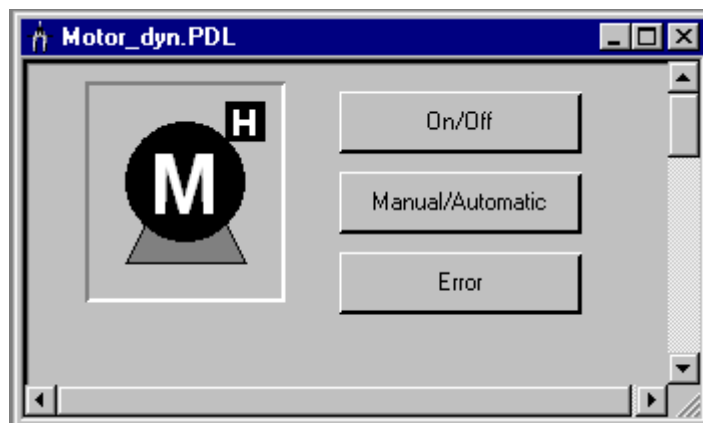 Motor_dyn.PDL
H
M
On/Off
Manual/Automatic
Error